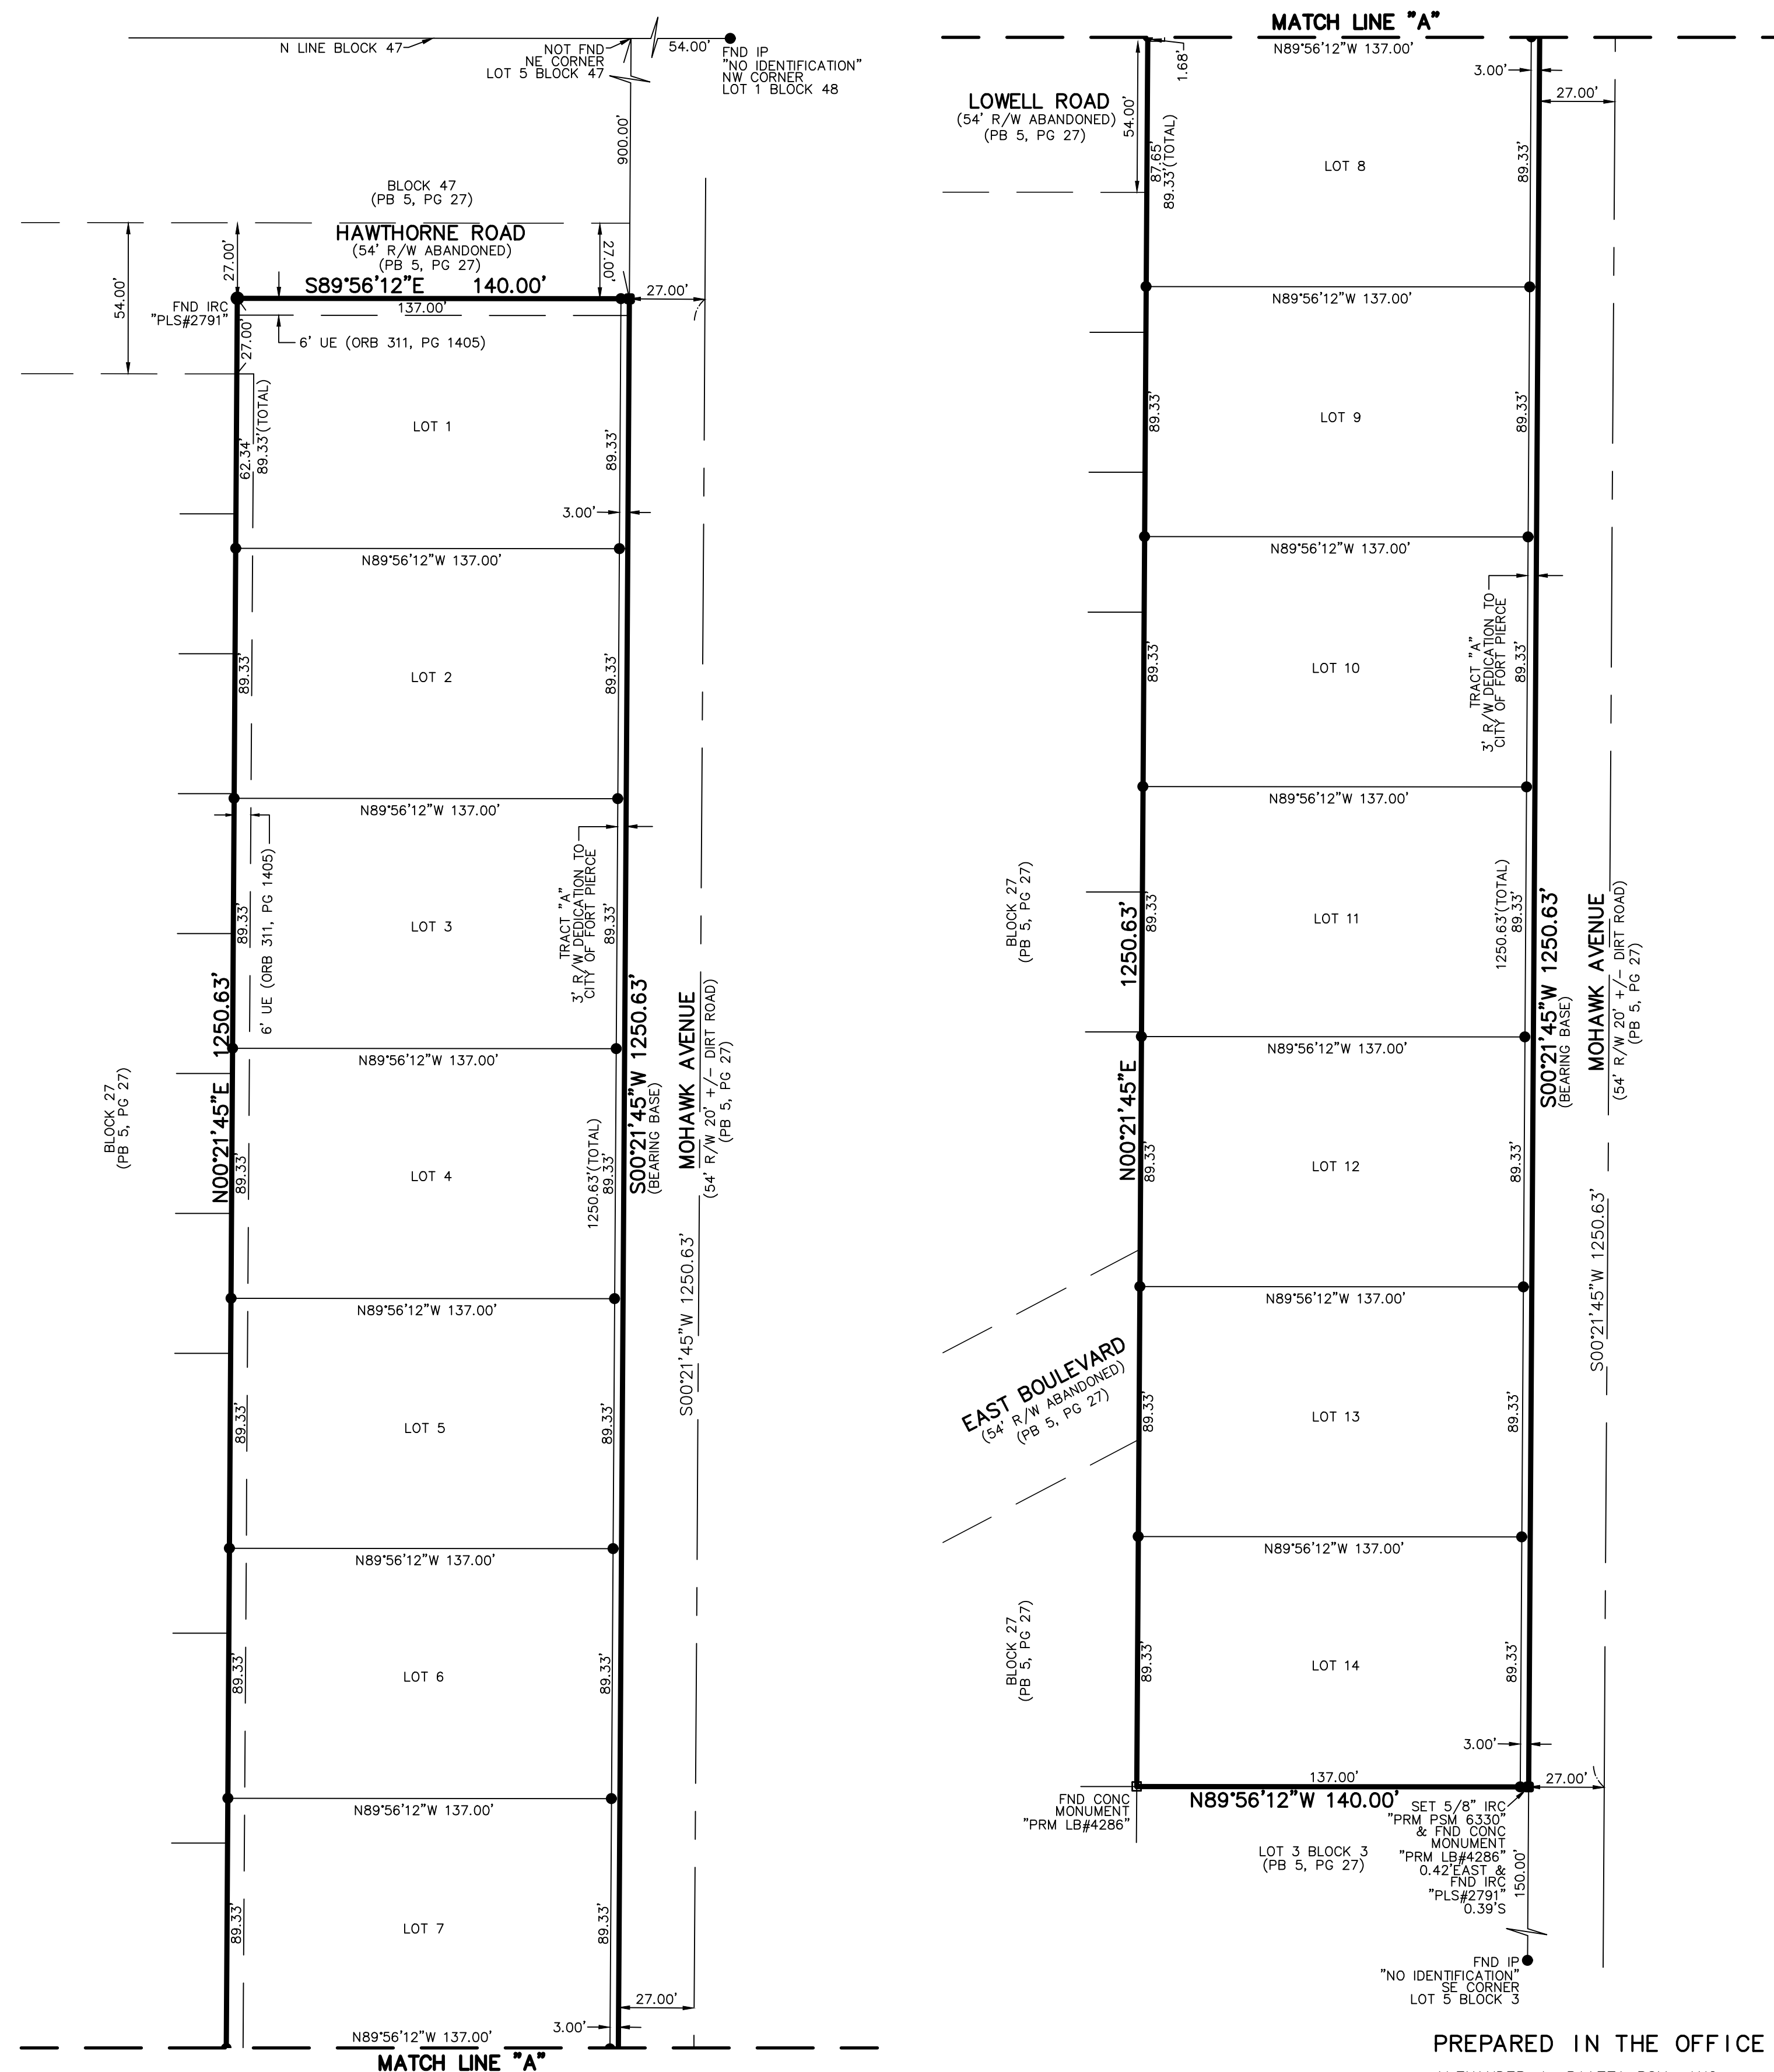 N LINE BLOCK 47
NOT FND
NE CORNER
LOT 5 BLOCK 47
54.00'
FND IP
"NO IDENTIFICATION"
NW CORNER
LOT 1 BLOCK 48
900.00'
BLOCK 47
(PB 5, PG 27)
HAWTHORNE ROAD
(54' R/W ABANDONED)
(PB 5, PG 27)
27.00'
27.00'
54.00'
S89°56'12"E 140.00'
137.00'
27.00'
FND IRC
"PLS#2791"
27.00'
6' UE (ORB 311, PG 1405)
62.34'
89.33'(TOTAL)
LOT 1
89.33'
3.00'
N89°56'12"W 137.00'
89.33'
LOT 2
89.33'
N89°56'12"W 137.00'
89.33'
6' UE (ORB 311, PG 1405)
LOT 3
TRACT "A"
3' R/W DEDICATION TO
CITY OF FORT PIERCE
89.33'
N00°21'45"E 1250.63'
S00°21'45"W 1250.63'
(BEARING BASE)
MOHAWK AVENUE
(54' R/W 20' +/- DIRT ROAD)
(PB 5, PG 27)
N89°56'12"W 137.00'
BLOCK 27
(PB 5, PG 27)
89.33'
LOT 4
1250.63'(TOTAL)
89.33'
S00°21'45"W 1250.63'
N89°56'12"W 137.00'
89.33'
LOT 5
89.33'
N89°56'12"W 137.00'
89.33'
LOT 6
89.33'
N89°56'12"W 137.00'
89.33'
LOT 7
89.33'
27.00'
3.00'
N89°56'12"W 137.00'
MATCH LINE "A"
MATCH LINE "A"
N89°56'12"W 137.00'
1.68'
3.00'
27.00'
LOWELL ROAD
(54' R/W ABANDONED)
(PB 5, PG 27)
54.00'
87.65'
89.33'(TOTAL)
LOT 8
89.33'
N89°56'12"W 137.00'
89.33'
LOT 9
89.33'
N89°56'12"W 137.00'
89.33'
LOT 10
TRACT "A"
3' R/W DEDICATION TO
CITY OF FORT PIERCE
89.33'
N89°56'12"W 137.00'
BLOCK 27
(PB 5, PG 27)
89.33'
LOT 11
1250.63'(TOTAL)
89.33'
N00°21'45"E 1250.63'
S00°21'45"W 1250.63'
(BEARING BASE)
MOHAWK AVENUE
(54' R/W 20' +/- DIRT ROAD)
(PB 5, PG 27)
N89°56'12"W 137.00'
89.33'
LOT 12
89.33'
S00°21'45"W 1250.63'
N89°56'12"W 137.00'
EAST BOULEVARD
(54' R/W ABANDONED)
(PB 5, PG 27)
89.33'
LOT 13
89.33'
N89°56'12"W 137.00'
BLOCK 27
(PB 5, PG 27)
89.33'
LOT 14
89.33'
3.00'
137.00'
27.00'
N89°56'12"W 140.00'
FND CONC
MONUMENT
"PRM LB#4286"
LOT 3 BLOCK 3
(PB 5, PG 27)
SET 5/8" IRC
"PRM PSM 6330"
& FND CONC
MONUMENT
"PRM LB#4286"
0.42'EAST &
FND IRC
"PLS#2791"
0.39'S
150.00'
FND IP
"NO IDENTIFICATION"
SE CORNER
LOT 5 BLOCK 3
PREPARED IN THE OFFICE